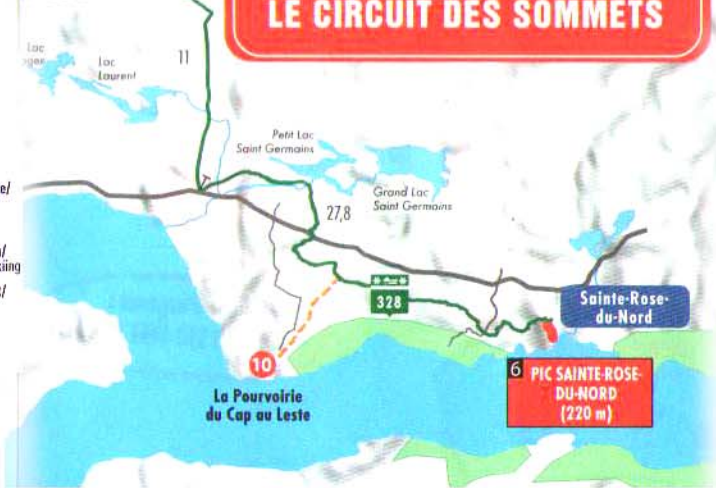 LE CIRCUIT DES SOMMETS
Lac
Lac
Laurent
11
Petit Lac
Saint Germains
Grand Lac
Saint Germains
27,8
328
Sainte-Rose-
du-Nord
10
La Pourvoirie
du Cap au Leste
6 PIC SAINTE-ROSE-
DU-NORD
(220 m)